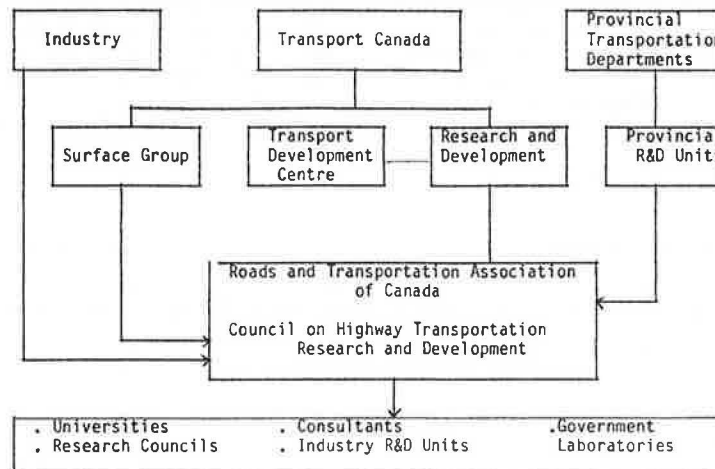 Industry
Transport Canada
Provincial
Transportation
Departments
Surface Group
Transport
Development
Centre
Research and
Development
Provincial
R&D Units
Roads and Transportation Association
of Canada
Council on Highway Transportation
Research and Development
. Universities
. Research Councils
. Consultants
. Industry R&D Units
.Government
Laboratories